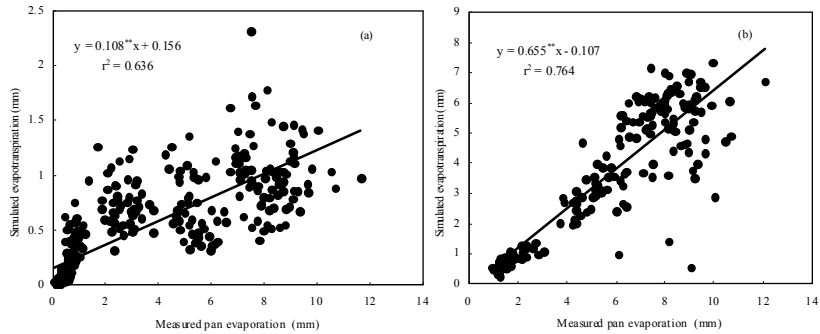 2.5
2
1.5
1
0.5
0
0 2 4 6 8 10 12 14
Simulated evapotranspiration (mm)
Measured pan evaporation (mm)
y = 0.108**x + 0.156
r² = 0.636
(a)
9
8
7
6
5
4
3
2
1
0
0 2 4 6 8 10 12 14
Simulated evapotranspiration (mm)
Measured pan evaporation (mm)
y = 0.655**x - 0.107
r² = 0.764
(b)